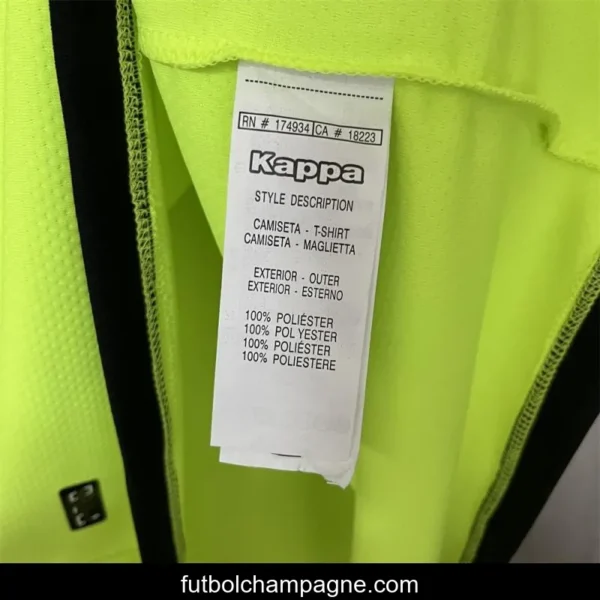 RN # 174934 CA # 18223
Kappa
STYLE DESCRIPTION
CAMISETA - T-SHIRT
CAMISETA - MAGLIETTA
EXTERIOR - OUTER
EXTERIOR - ESTERNO
100% POLIÉSTER
100% POLYESTER
100% POLIÉSTER
100% POLIESTERE
futbolchampagne.com